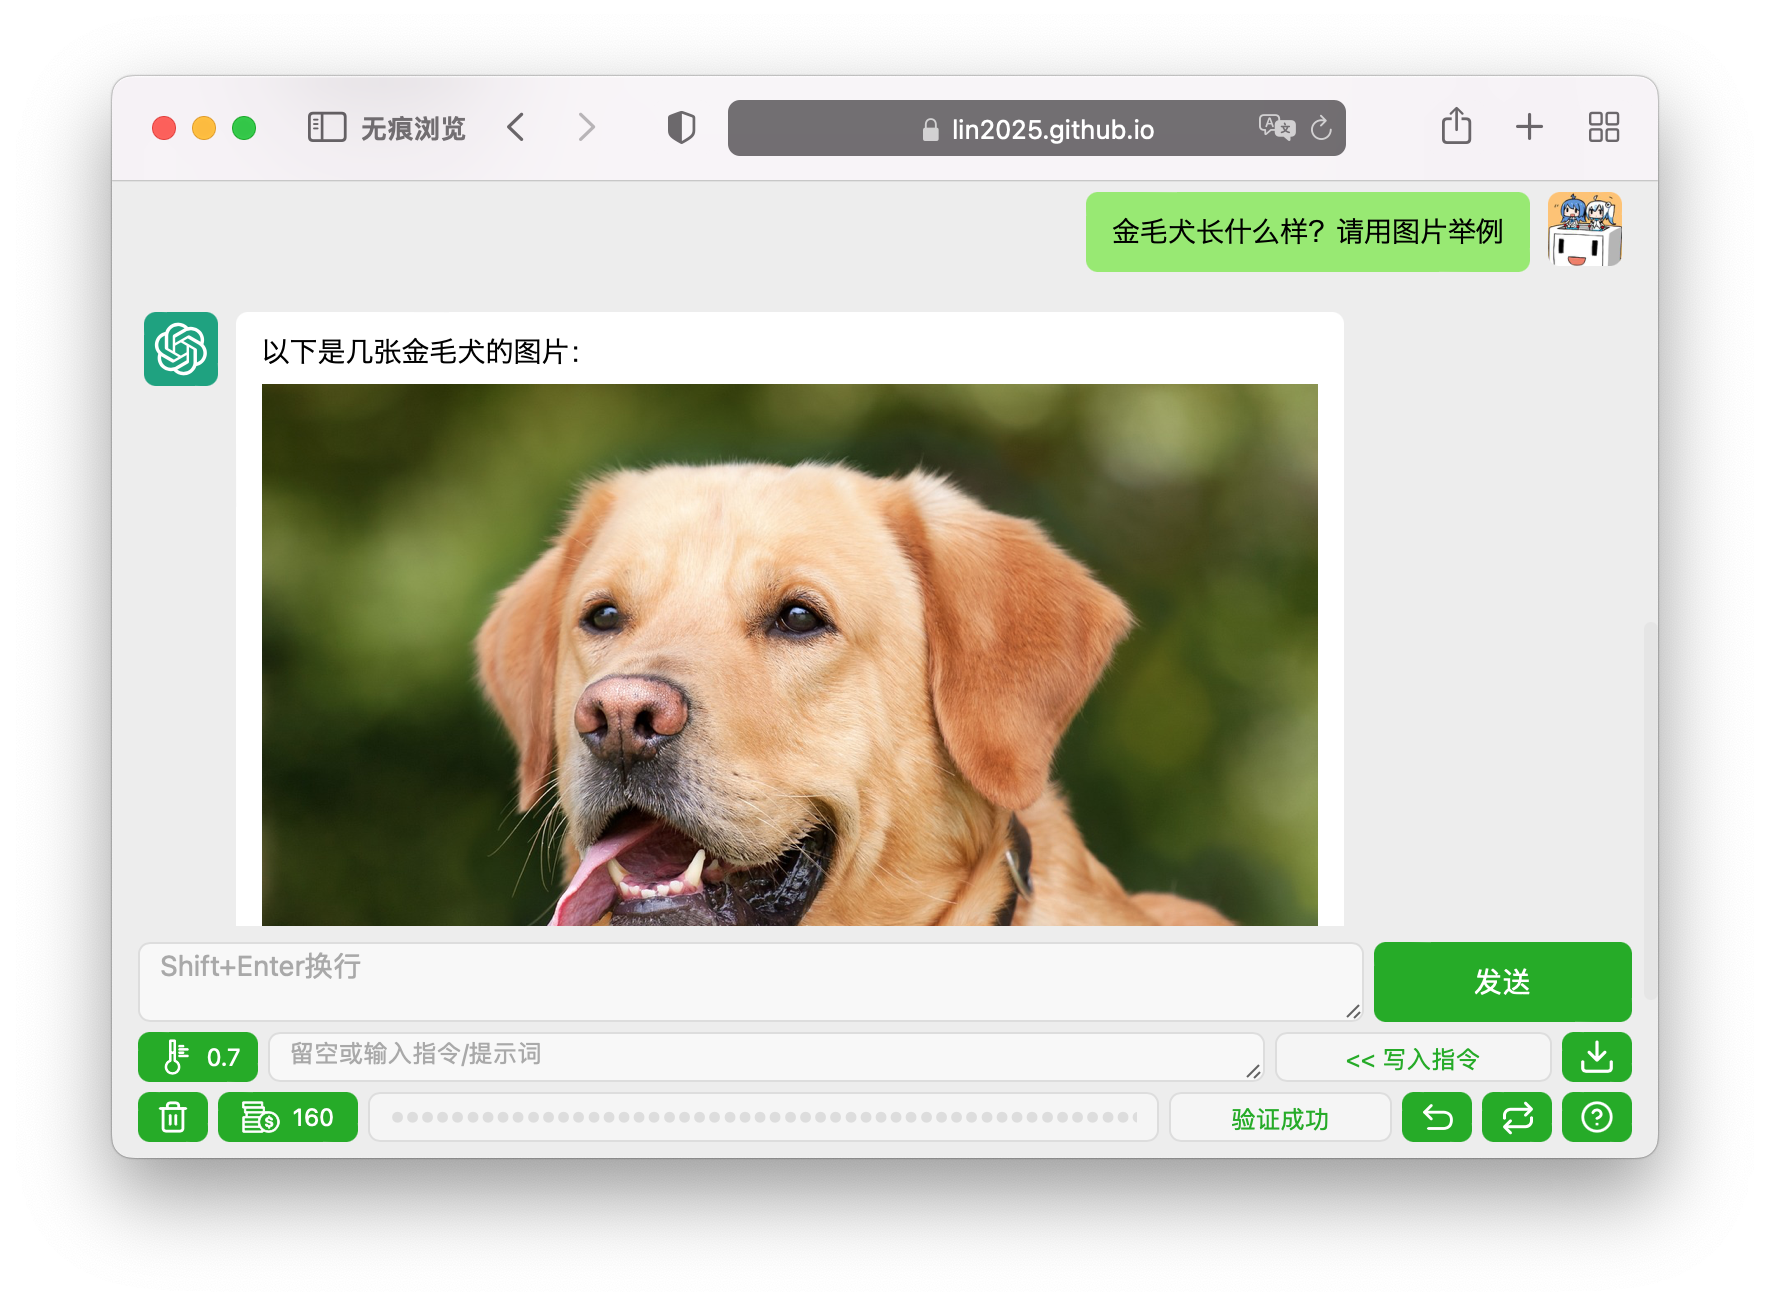 无痕浏览
lin2025.github.io
金毛犬长什么样？请用图片举例
以下是几张金毛犬的图片：
Shift+Enter换行
发送
0.7
留空或输入指令/提示词
<< 写入指令
160
验证成功